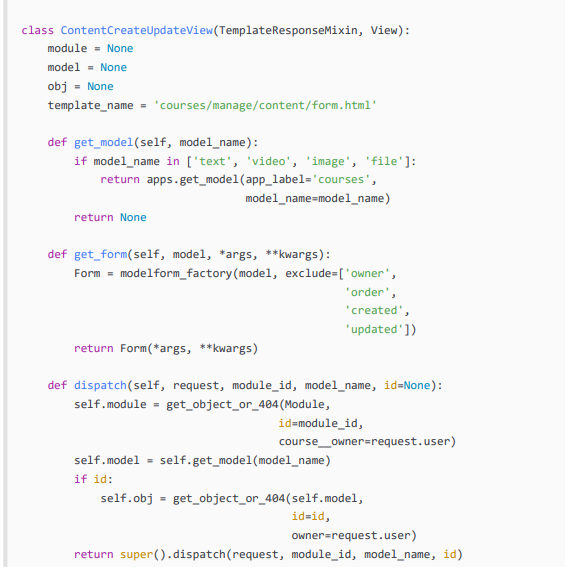 class ContentCreateUpdateView(TemplateResponseMixin, View):
    module = None
    model = None
    obj = None
    template_name = 'courses/manage/content/form.html'

    def get_model(self, model_name):
        if model_name in ['text', 'video', 'image', 'file']:
            return apps.get_model(app_label='courses',
                                  model_name=model_name)
        return None

    def get_form(self, model, *args, **kwargs):
        Form = modelform_factory(model, exclude=['owner',
                                                 'order',
                                                 'created',
                                                 'updated'])
        return Form(*args, **kwargs)

    def dispatch(self, request, module_id, model_name, id=None):
        self.module = get_object_or_404(Module,
                                       id=module_id,
                                       course__owner=request.user)
        self.model = self.get_model(model_name)
        if id:
            self.obj = get_object_or_404(self.model,
                                         id=id,
                                         owner=request.user)
        return super().dispatch(request, module_id, model_name, id)